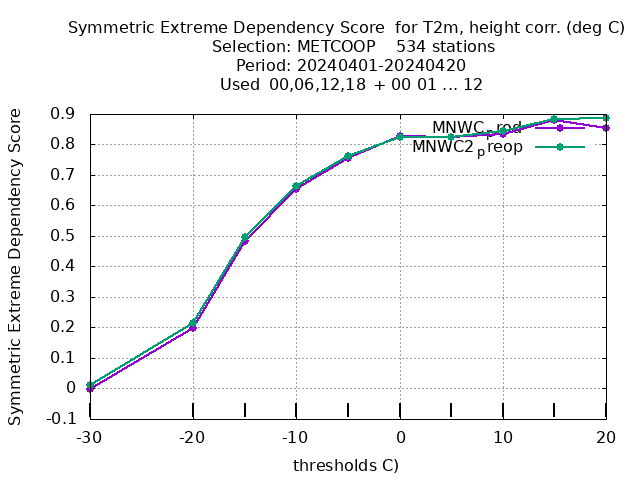 Symmetric Extreme Dependency Score  for T2m, height corr. (deg C)
Selection: METCOOP    534 stations
Period: 20240401-20240420
Used  00,06,12,18  + 00 01 ... 12
Symmetric Extreme Dependency Score
0.9
0.8
0.7
0.6
0.5
0.4
0.3
0.2
0.1
0
-0.1
MNWC_prod
MNWC2_preop
-30 -20 -10 0 10 20
thresholds C)